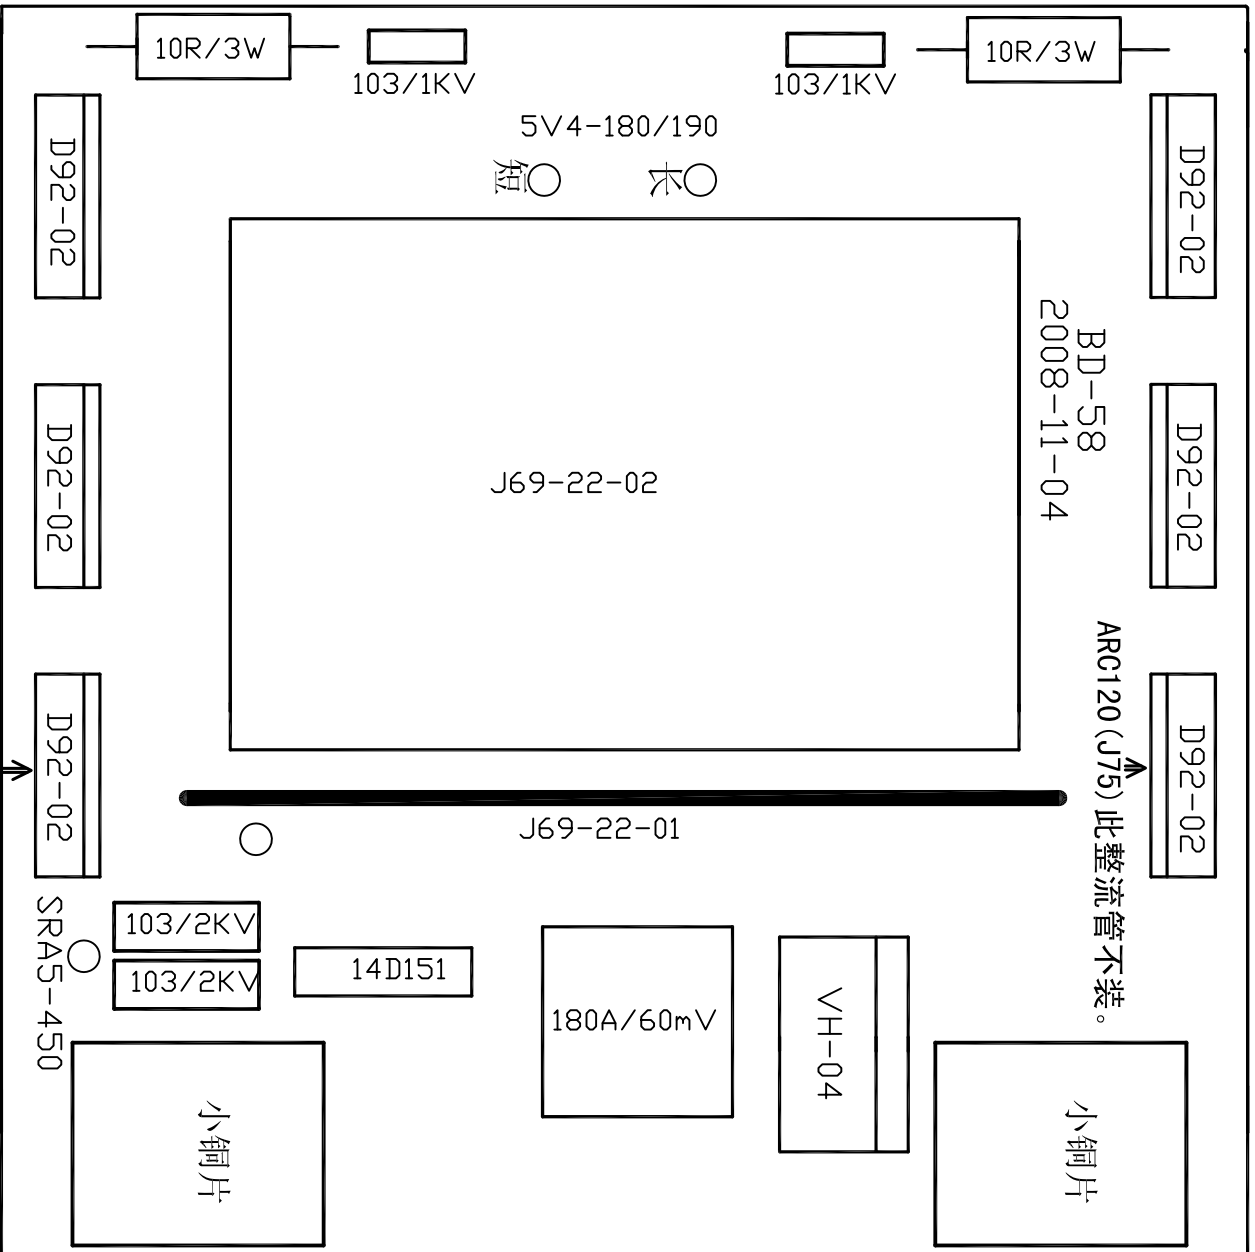 10R/3W
103/1KV
103/1KV
10R/3W
5V4-180/190
短
长
D92-02
D92-02
BD-58
2008-11-04
D92-02
J69-22-02
D92-02
ARC120(J75)此整流管不装。
D92-02
D92-02
J69-22-01
SRA5-450
103/2KV
103/2KV
14D151
180A/60mV
VH-04
小铜片
小铜片